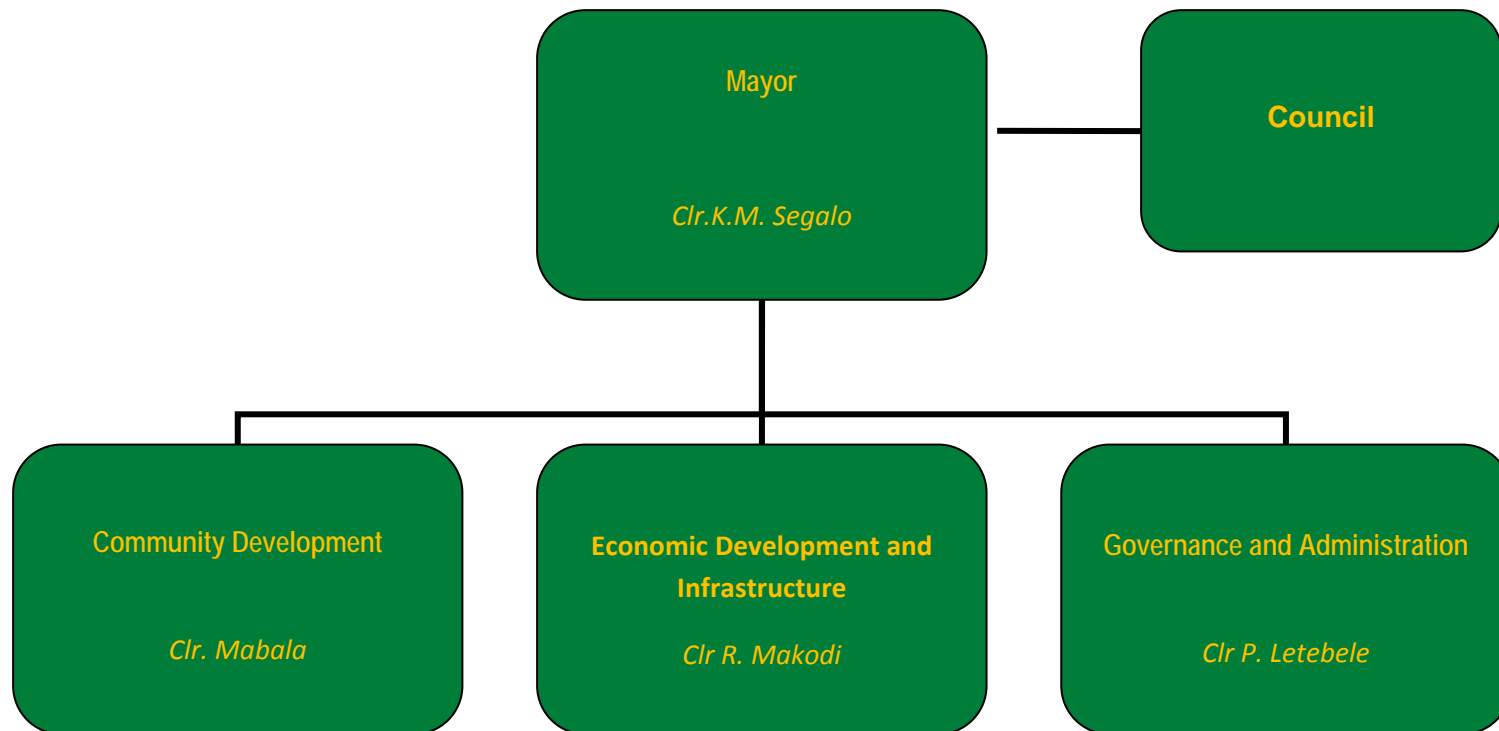 Mayor
Clr.K.M. Segalo
Council
Community Development
Clr. Mabala
Economic Development and
Infrastructure
Clr R. Makodi
Governance and Administration
Clr P. Letebele